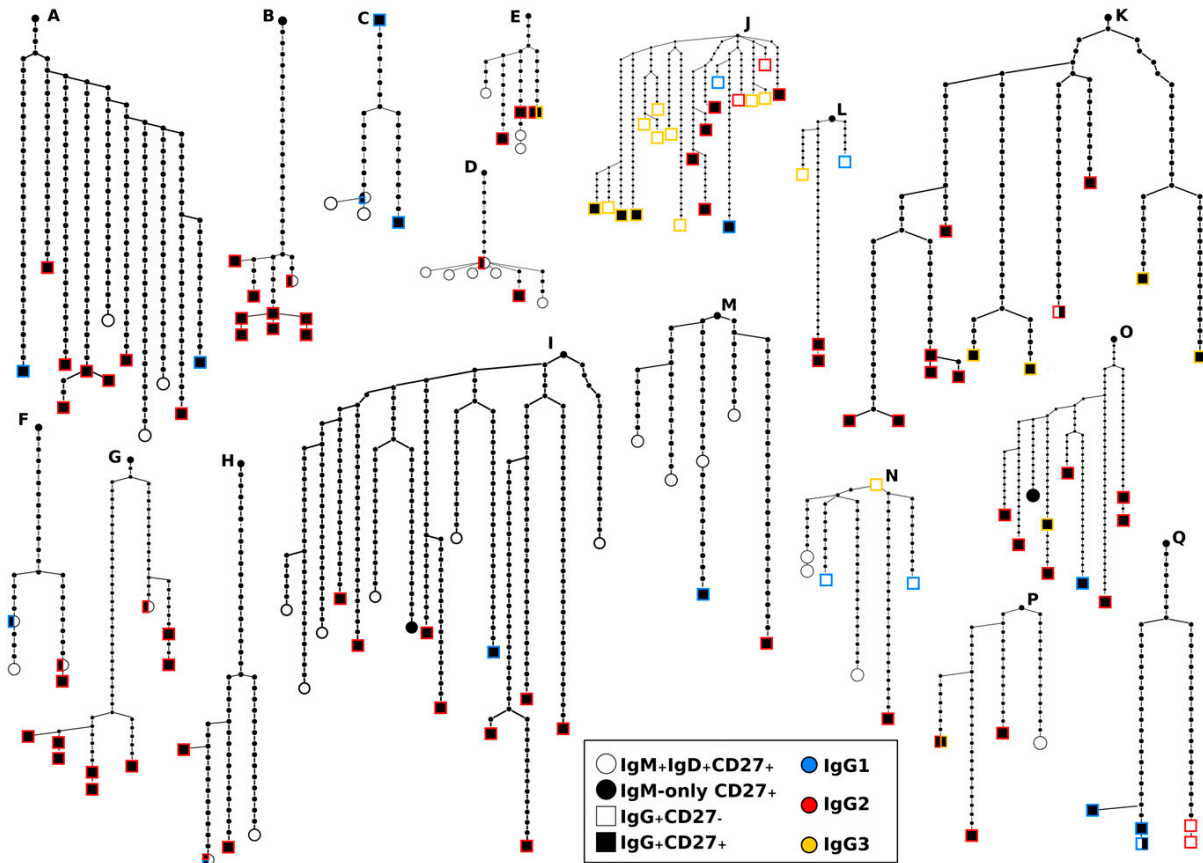 A
B
C
E
J
K
L
D
M
I
O
F
G
H
N
Q
P
IgM+IgD+CD27+
IgM-only CD27+
IgG+CD27-
IgG+CD27+
IgG1
IgG2
IgG3